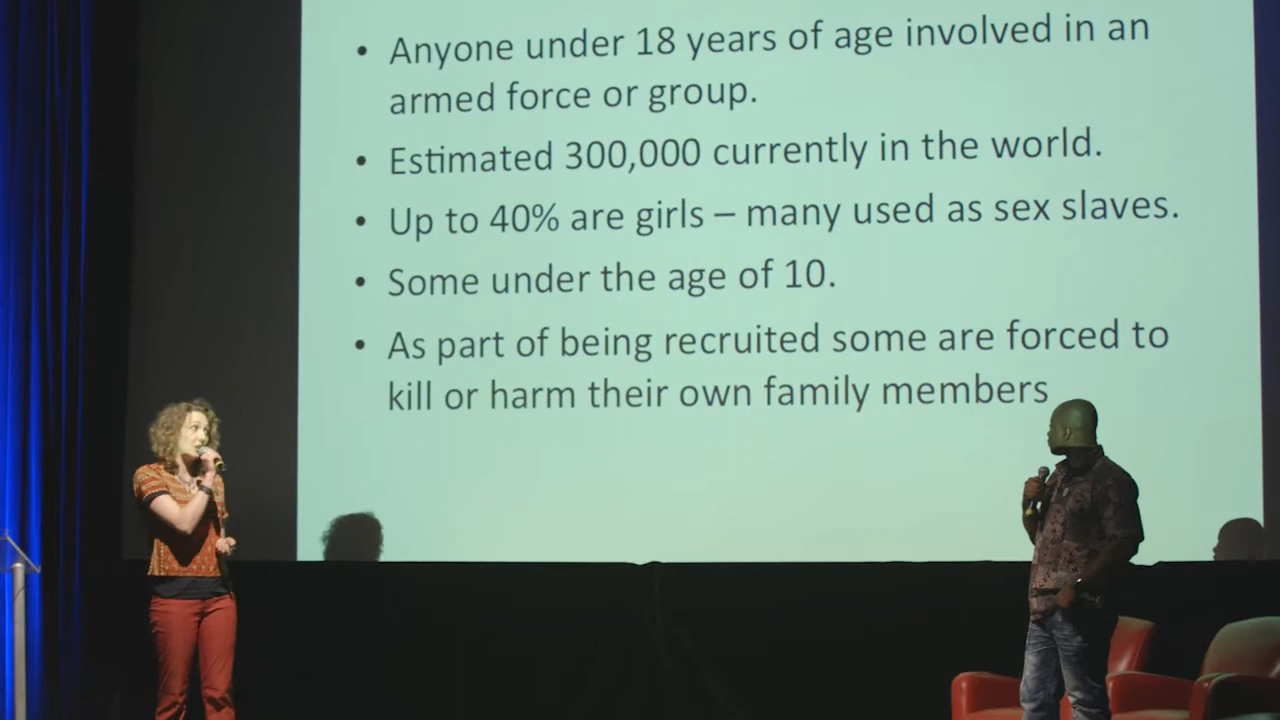 • Anyone under 18 years of age involved in an
armed force or group.
• Estimated 300,000 currently in the world.
• Up to 40% are girls – many used as sex slaves.
• Some under the age of 10.
• As part of being recruited some are forced to
kill or harm their own family members